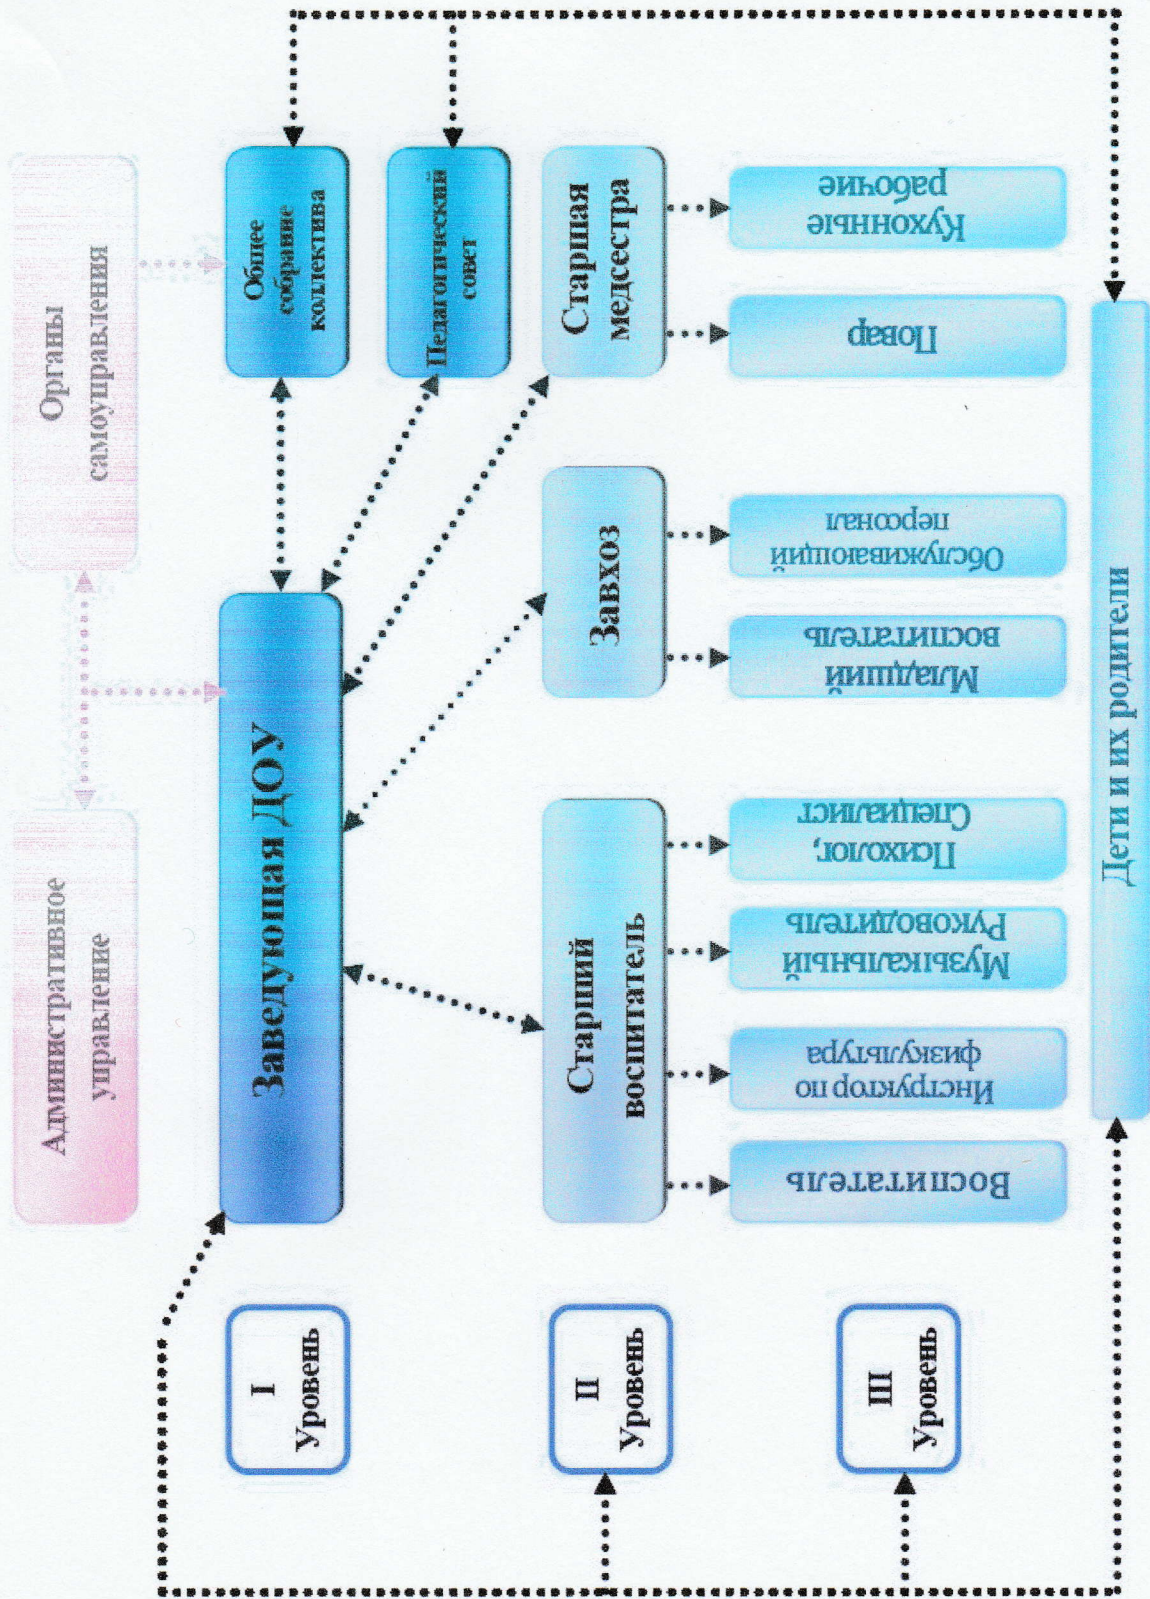 Административное
управление
Органы
самоуправления
I
Уровень
Заведующая ДОУ
Общее
собрание
коллектива
Педагогический
совет
II
Уровень
Старший
воспитатель
Завхоз
Старшая
медсестра
III
Уровень
Воспитатель
Инструктор по
физкультура
Музыкальный
Руководитель
Психолог,
Специалист
Младший
воспитатель
Обслуживающий
персонал
Повар
Кухонные
рабочие
Дети и их родители